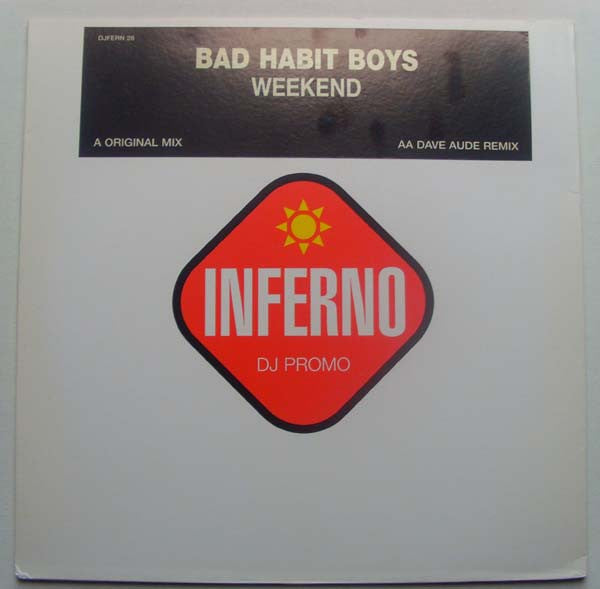 DJFERN 26
BAD HABIT BOYS
WEEKEND
A ORIGINAL MIX
AA DAVE AUDE REMIX
INFERNO
DJ PROMO